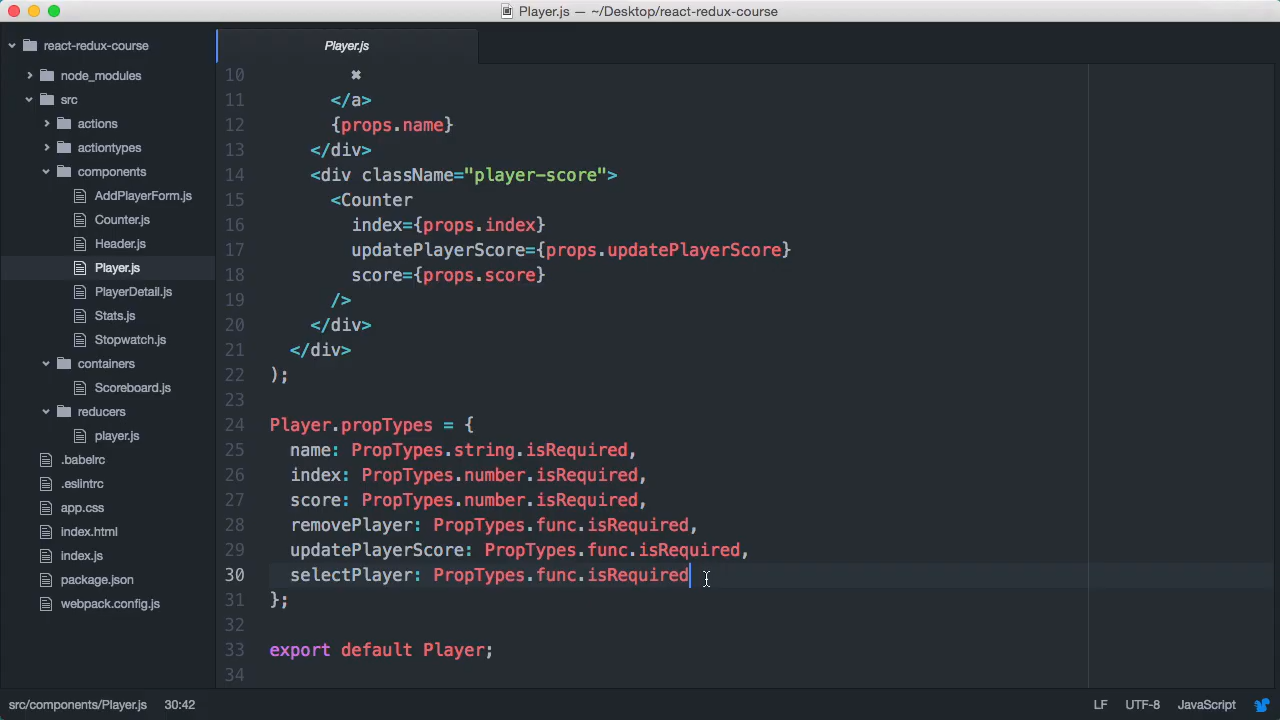 Player.js — ~/Desktop/react-redux-course
react-redux-course
node_modules
src
actions
actiontypes
components
AddPlayerForm.js
Counter.js
Header.js
Player.js
PlayerDetail.js
Stats.js
Stopwatch.js
containers
Scoreboard.js
reducers
player.js
.babelrc
.eslintrc
app.css
index.html
index.js
package.json
webpack.config.js
Player.js
10 ✖
11 </a>
12 {props.name}
13 </div>
14 <div className="player-score">
15 <Counter
16 index={props.index}
17 updatePlayerScore={props.updatePlayerScore}
18 score={props.score}
19 />
20 </div>
21 </div>
22 );
23
24 Player.propTypes = {
25 name: PropTypes.string.isRequired,
26 index: PropTypes.number.isRequired,
27 score: PropTypes.number.isRequired,
28 removePlayer: PropTypes.func.isRequired,
29 updatePlayerScore: PropTypes.func.isRequired,
30 selectPlayer: PropTypes.func.isRequired
31 };
32
33 export default Player;
34
src/components/Player.js 30:42 LF UTF-8 JavaScript